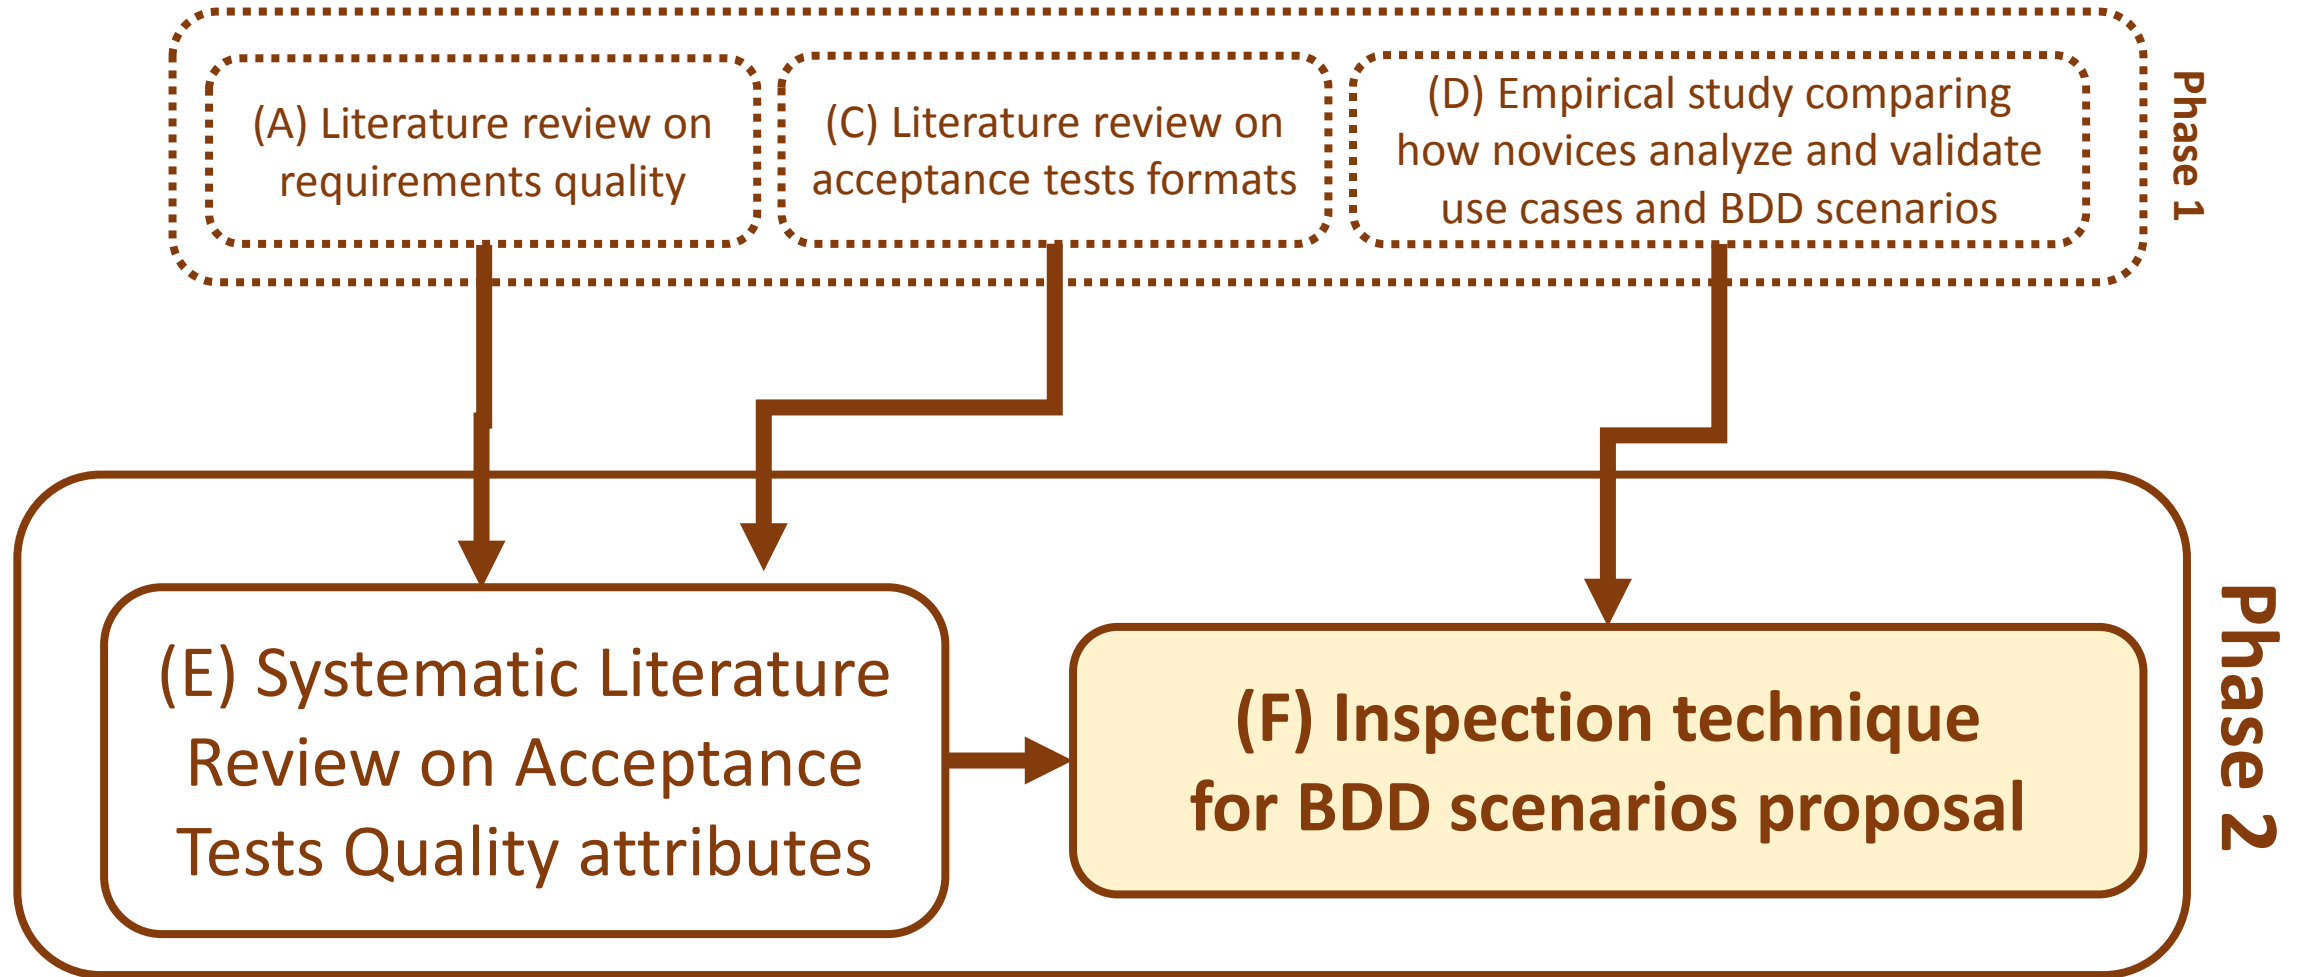 (A) Literature review on
requirements quality
(C) Literature review on
acceptance tests formats
(D) Empirical study comparing
how novices analyze and validate
use cases and BDD scenarios
Phase 1
(E) Systematic Literature
Review on Acceptance
Tests Quality attributes
(F) Inspection technique
for BDD scenarios proposal
Phase 2